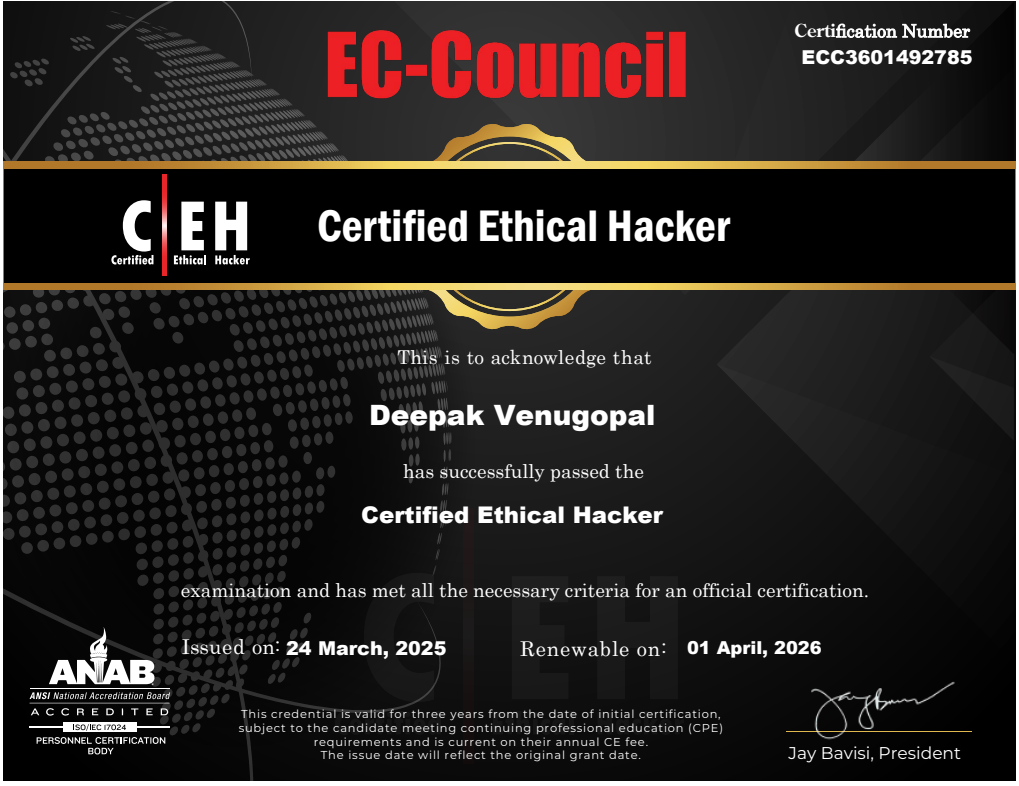 EC-Council
Certification Number
ECC3601492785
C EH
Certified Ethical Hacker
Certified Ethical Hacker
This is to acknowledge that
Deepak Venugopal
has successfully passed the
Certified Ethical Hacker
examination and has met all the necessary criteria for an official certification.
Issued on: 24 March, 2025
Renewable on: 01 April, 2026
C EH
ANAB
ANSI National Accreditation Board
ACCREDITED
ISO/IEC 17024
PERSONNEL CERTIFICATION
BODY
This credential is valid for three years from the date of initial certification,
subject to the candidate meeting continuing professional education (CPE)
requirements and is current on their annual CE fee.
The issue date will reflect the original grant date.
Jay Bavisi, President